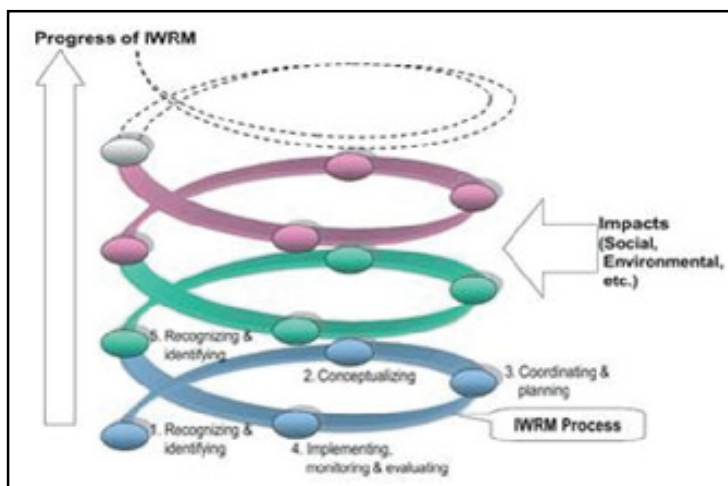 Progress of IWRM
Impacts
(Social,
Environmental,
etc.)
5. Recognizing &
identifying
2. Conceptualizing
3. Coordinating &
planning
IWRM Process
1. Recognizing &
identifying
4. Implementing,
monitoring & evaluating